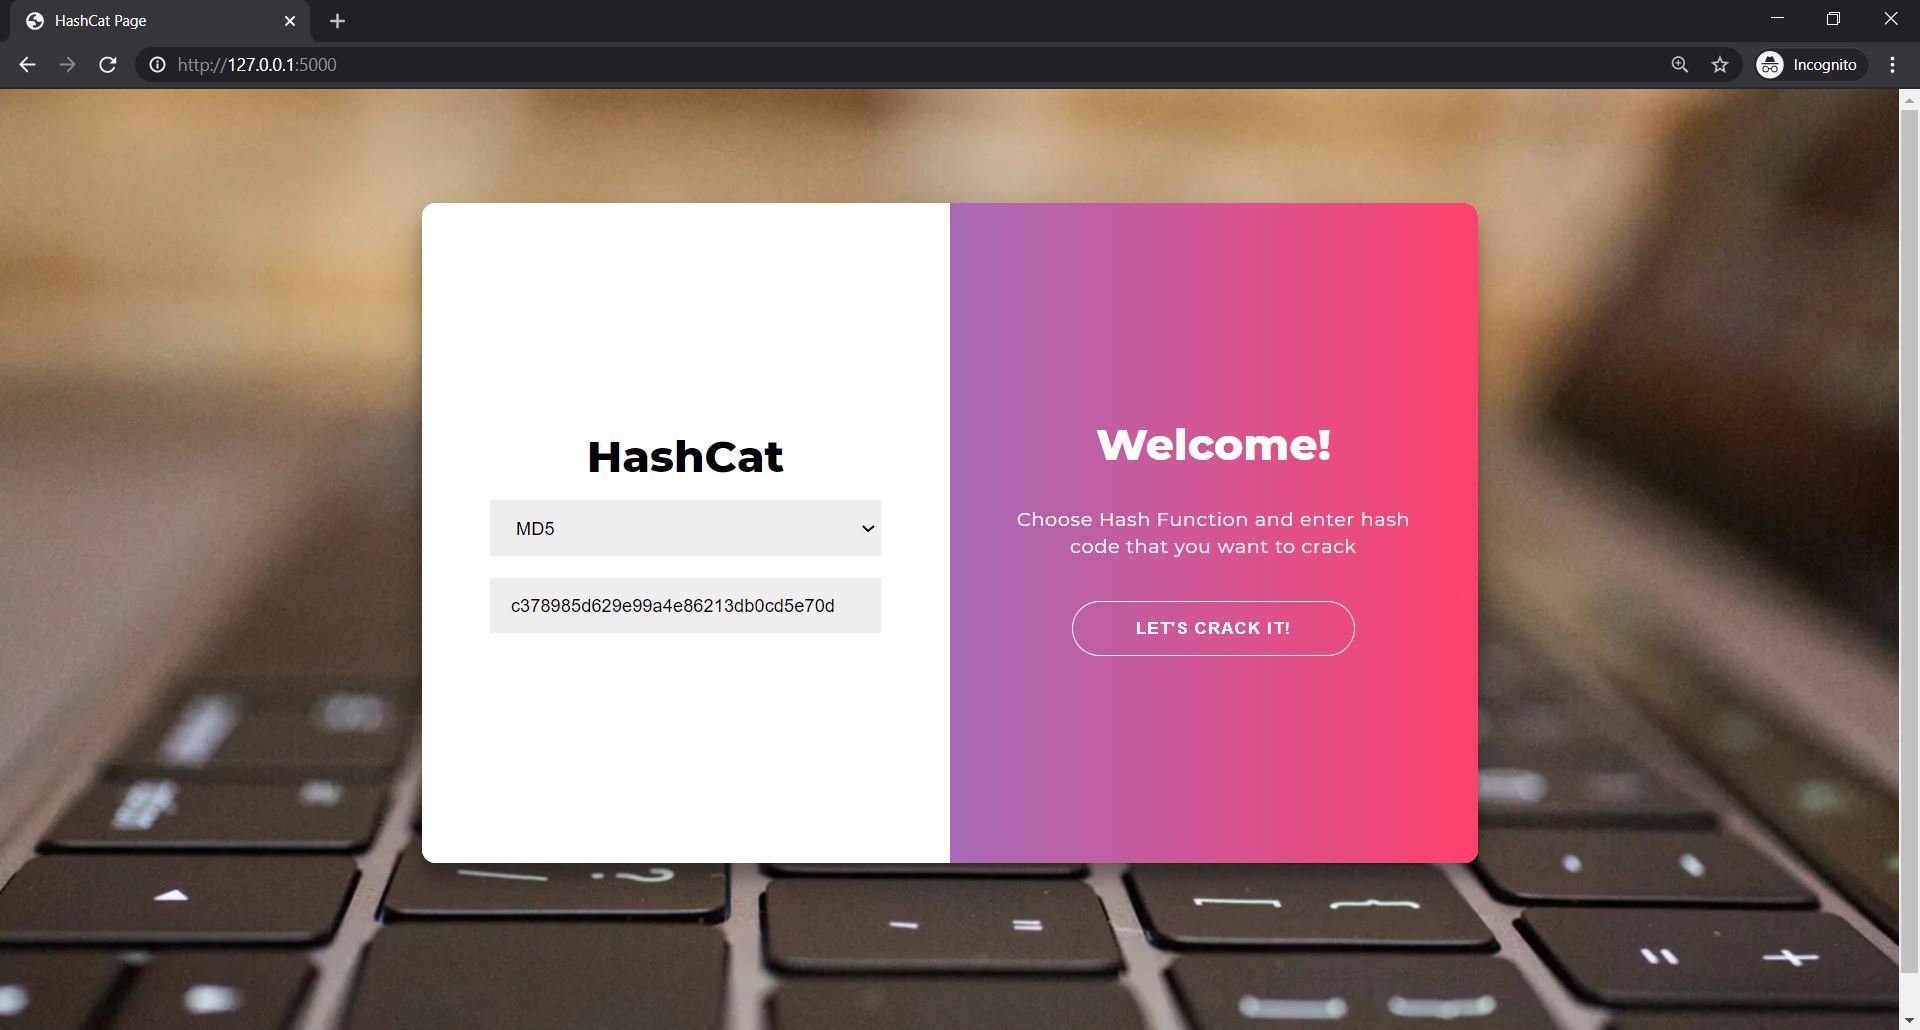 HashCat Page
http://127.0.0.1:5000
Incognito
HashCat
MD5
c378985d629e99a4e86213db0cd5e70d
Welcome!
Choose Hash Function and enter hash
code that you want to crack
LET'S CRACK IT!